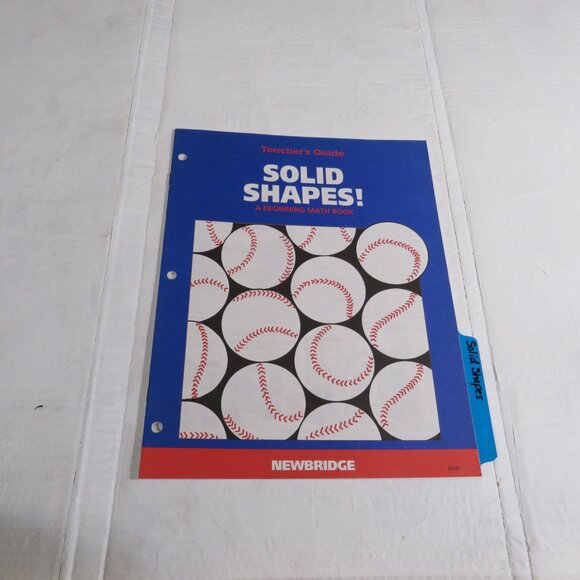 Teacher's Guide
SOLID
SHAPES!
A BEGINNING MATH BOOK
Solid Shapes
NEWBRIDGE